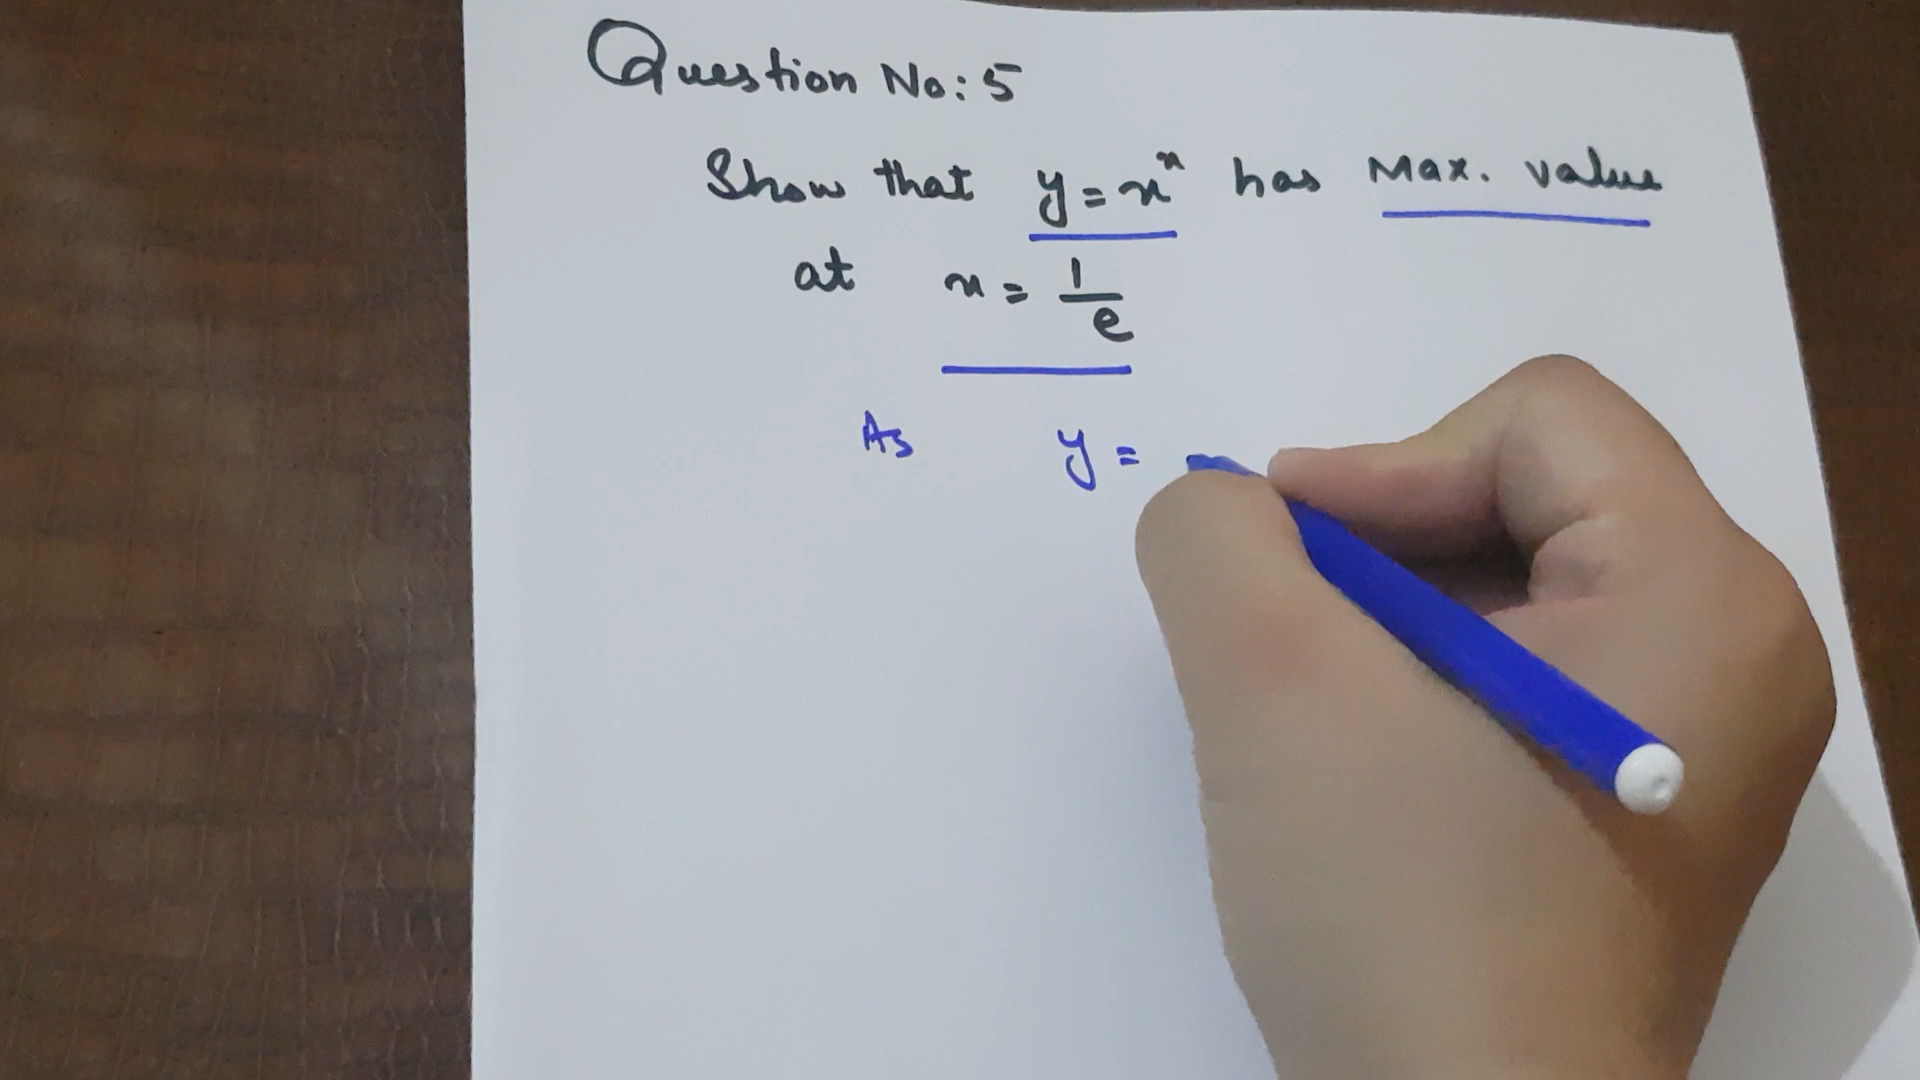 Question No: 5
Show that y = x^x has Max. value
at x = 1/e
As y =